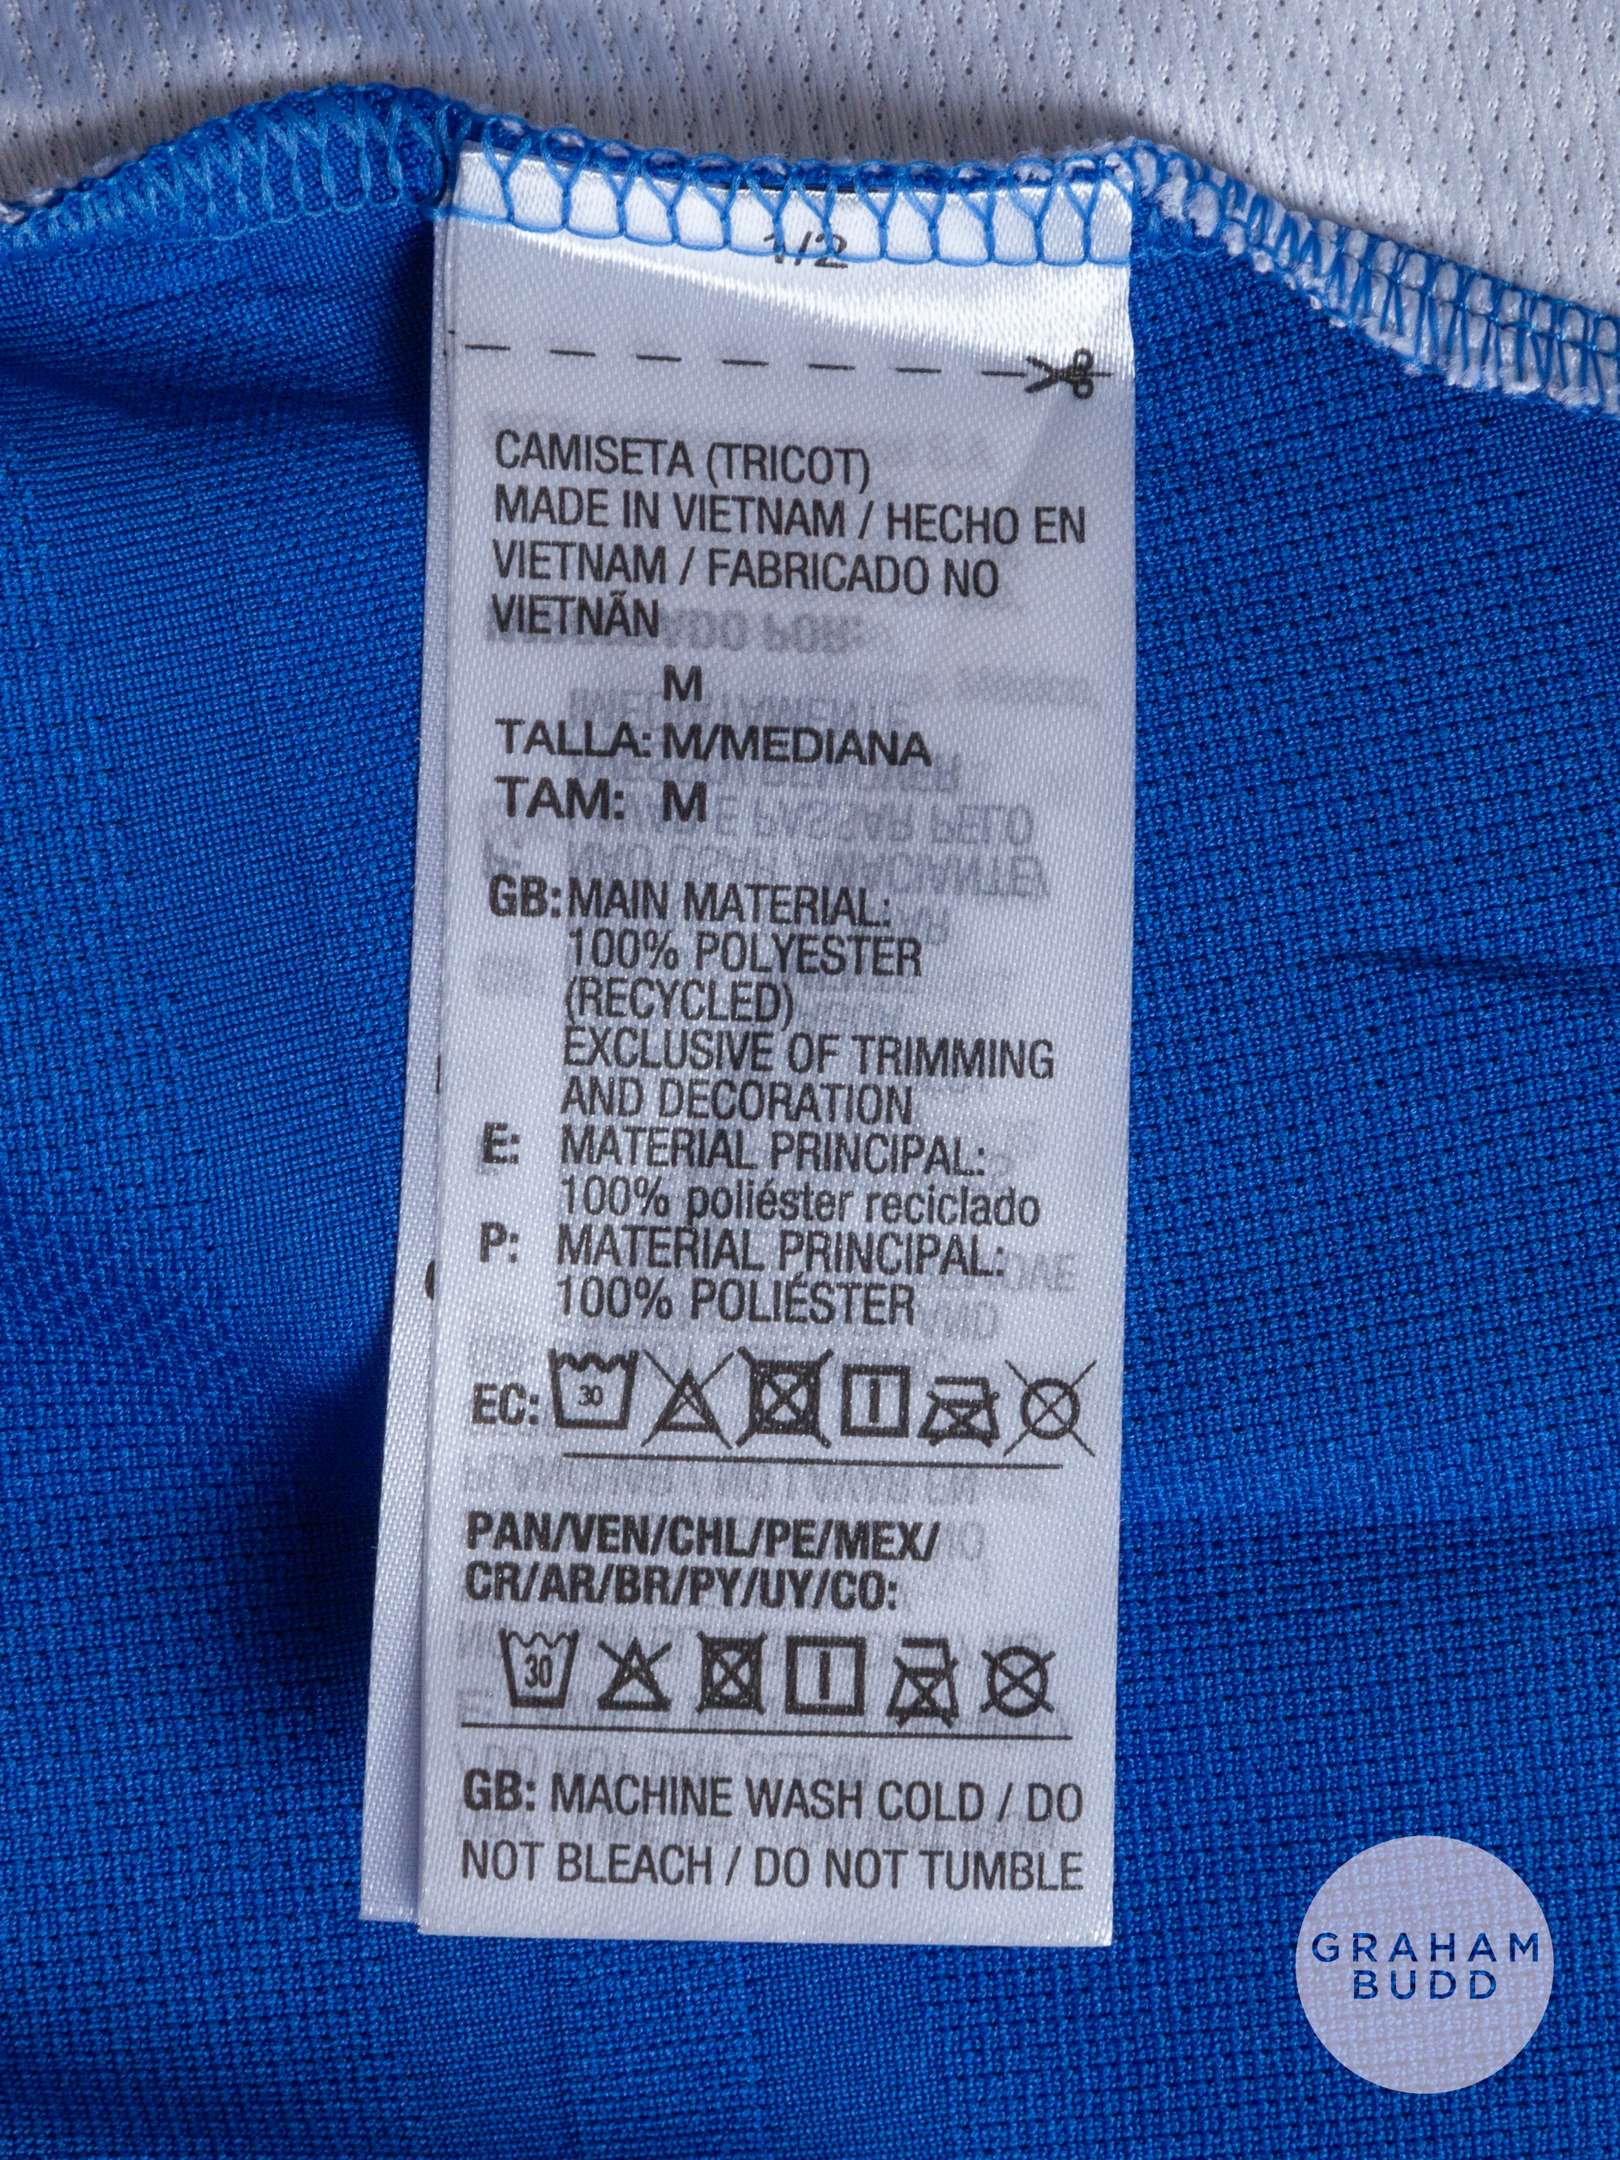 1/2
CAMISETA (TRICOT)
MADE IN VIETNAM / HECHO EN
VIETNAM / FABRICADO NO
VIETNÃN
M
TALLA: M/MEDIANA
TAM: M
GB: MAIN MATERIAL:
100% POLYESTER
(RECYCLED)
EXCLUSIVE OF TRIMMING
AND DECORATION
E: MATERIAL PRINCIPAL:
100% poliéster reciclado
P: MATERIAL PRINCIPAL:
100% POLIÉSTER
EC: 30
PAN/VEN/CHL/PE/MEX/
CR/AR/BR/PY/UY/CO:
30
GB: MACHINE WASH COLD / DO
NOT BLEACH / DO NOT TUMBLE
GRAHAM
BUDD